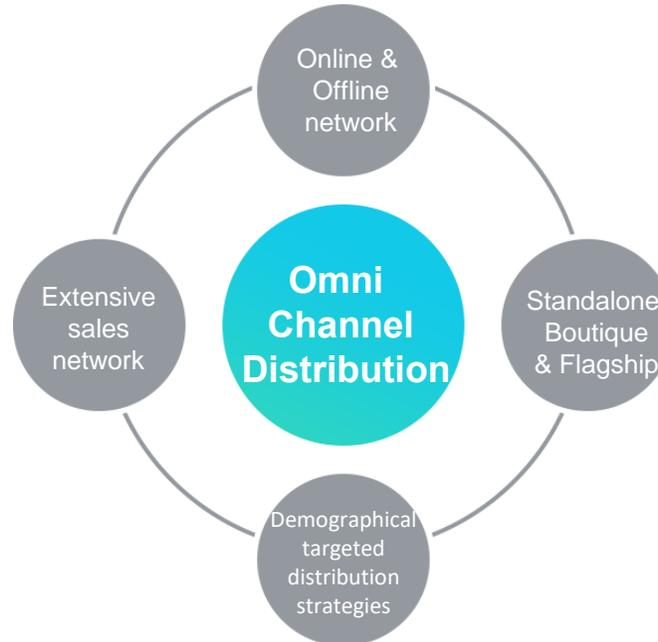 Online &
Offline
network
Extensive
sales
network
Omni
Channel
Distribution
Standalone
Boutique
& Flagship
Demographical
targeted
distribution
strategies